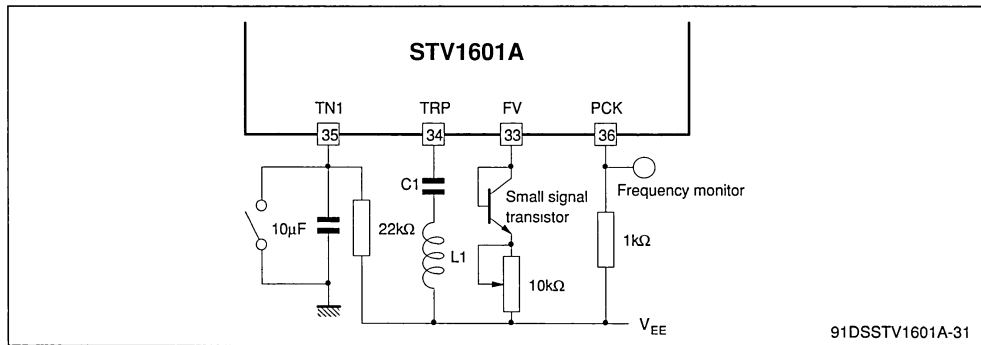 STV1601A
TN1 TRP FV PCK
35 34 33 36
C1
Small signal
transistor
Frequency monitor
10µF
22kΩ
L1
10kΩ
1kΩ
VEE
91DSSTV1601A-31